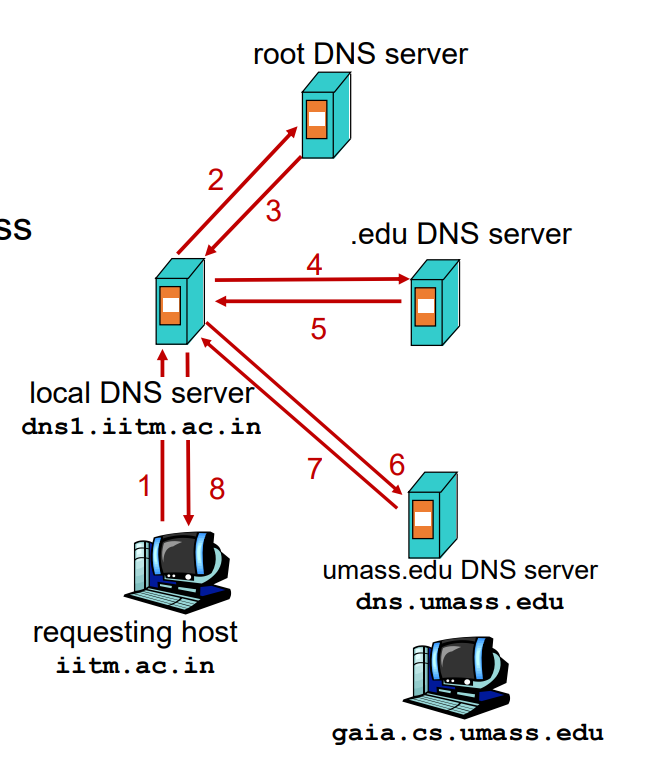 root DNS server
2
3
ss
.edu DNS server
4
5
local DNS server
dns1.iitm.ac.in
7
6
1
8
umass.edu DNS server
dns.umass.edu
requesting host
iitm.ac.in
gaia.cs.umass.edu